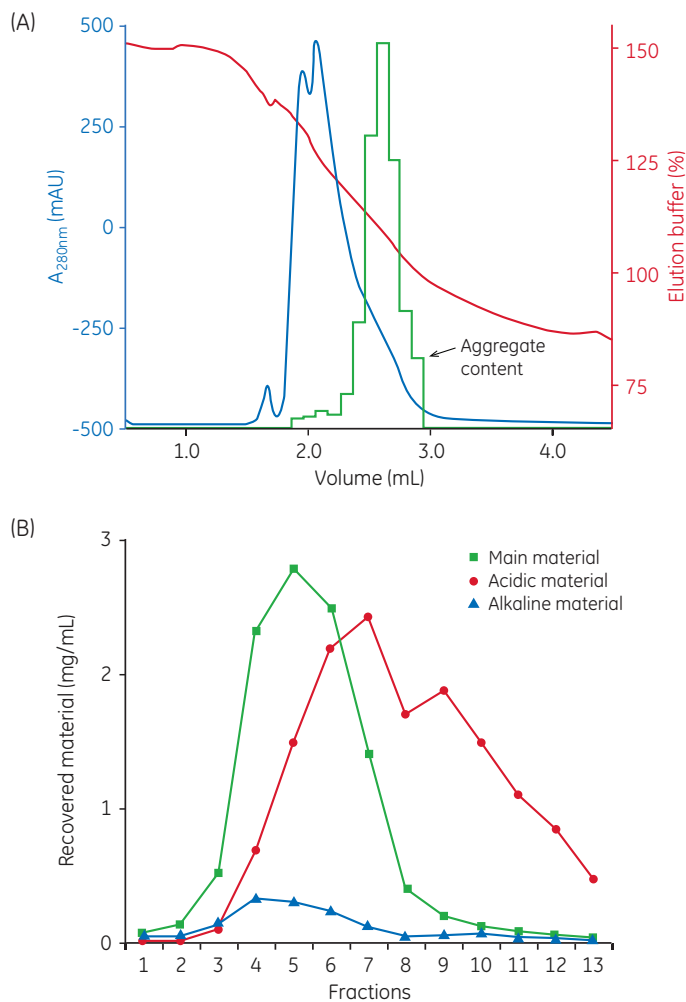 (A)
500
250
0
-250
-500
A280nm (mAU)
150
125
100
75
Elution buffer (%)
Aggregate
content
1.0 2.0 3.0 4.0
Volume (mL)
(B)
3
2
1
0
Recovered material (mg/mL)
Main material
Acidic material
Alkaline material
1 2 3 4 5 6 7 8 9 10 11 12 13
Fractions